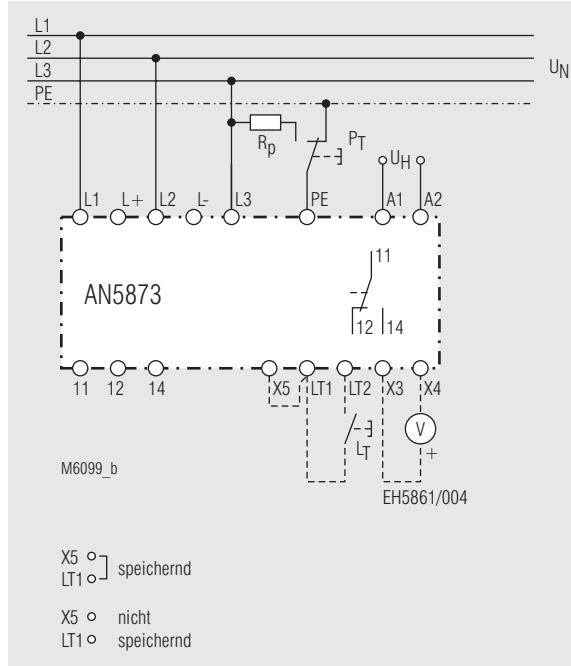 L1
L2
L3
U_N
PE
R_p
P_T
U_H
L1 L+ L2 L- L3 PE A1 A2
11
AN5873
12 14
11 12 14 X5 LT1 LT2 X3 X4
V
L_T
+
M6099_b
EH5861/004
X5
speichernd
LT1
X5 nicht
LT1 speichernd